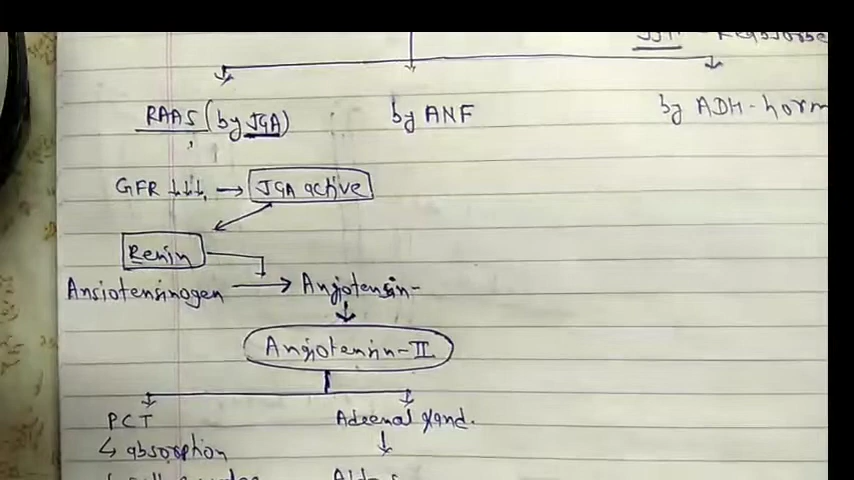 RAAS (by JGA)
by ANF
by ADH-horm
GFR ↓↓↓ → JGA active
Renin
Angiotensinogen → Angiotensin-
Angiotensin-II
PCT
Adrenal gland.
↳ absorption